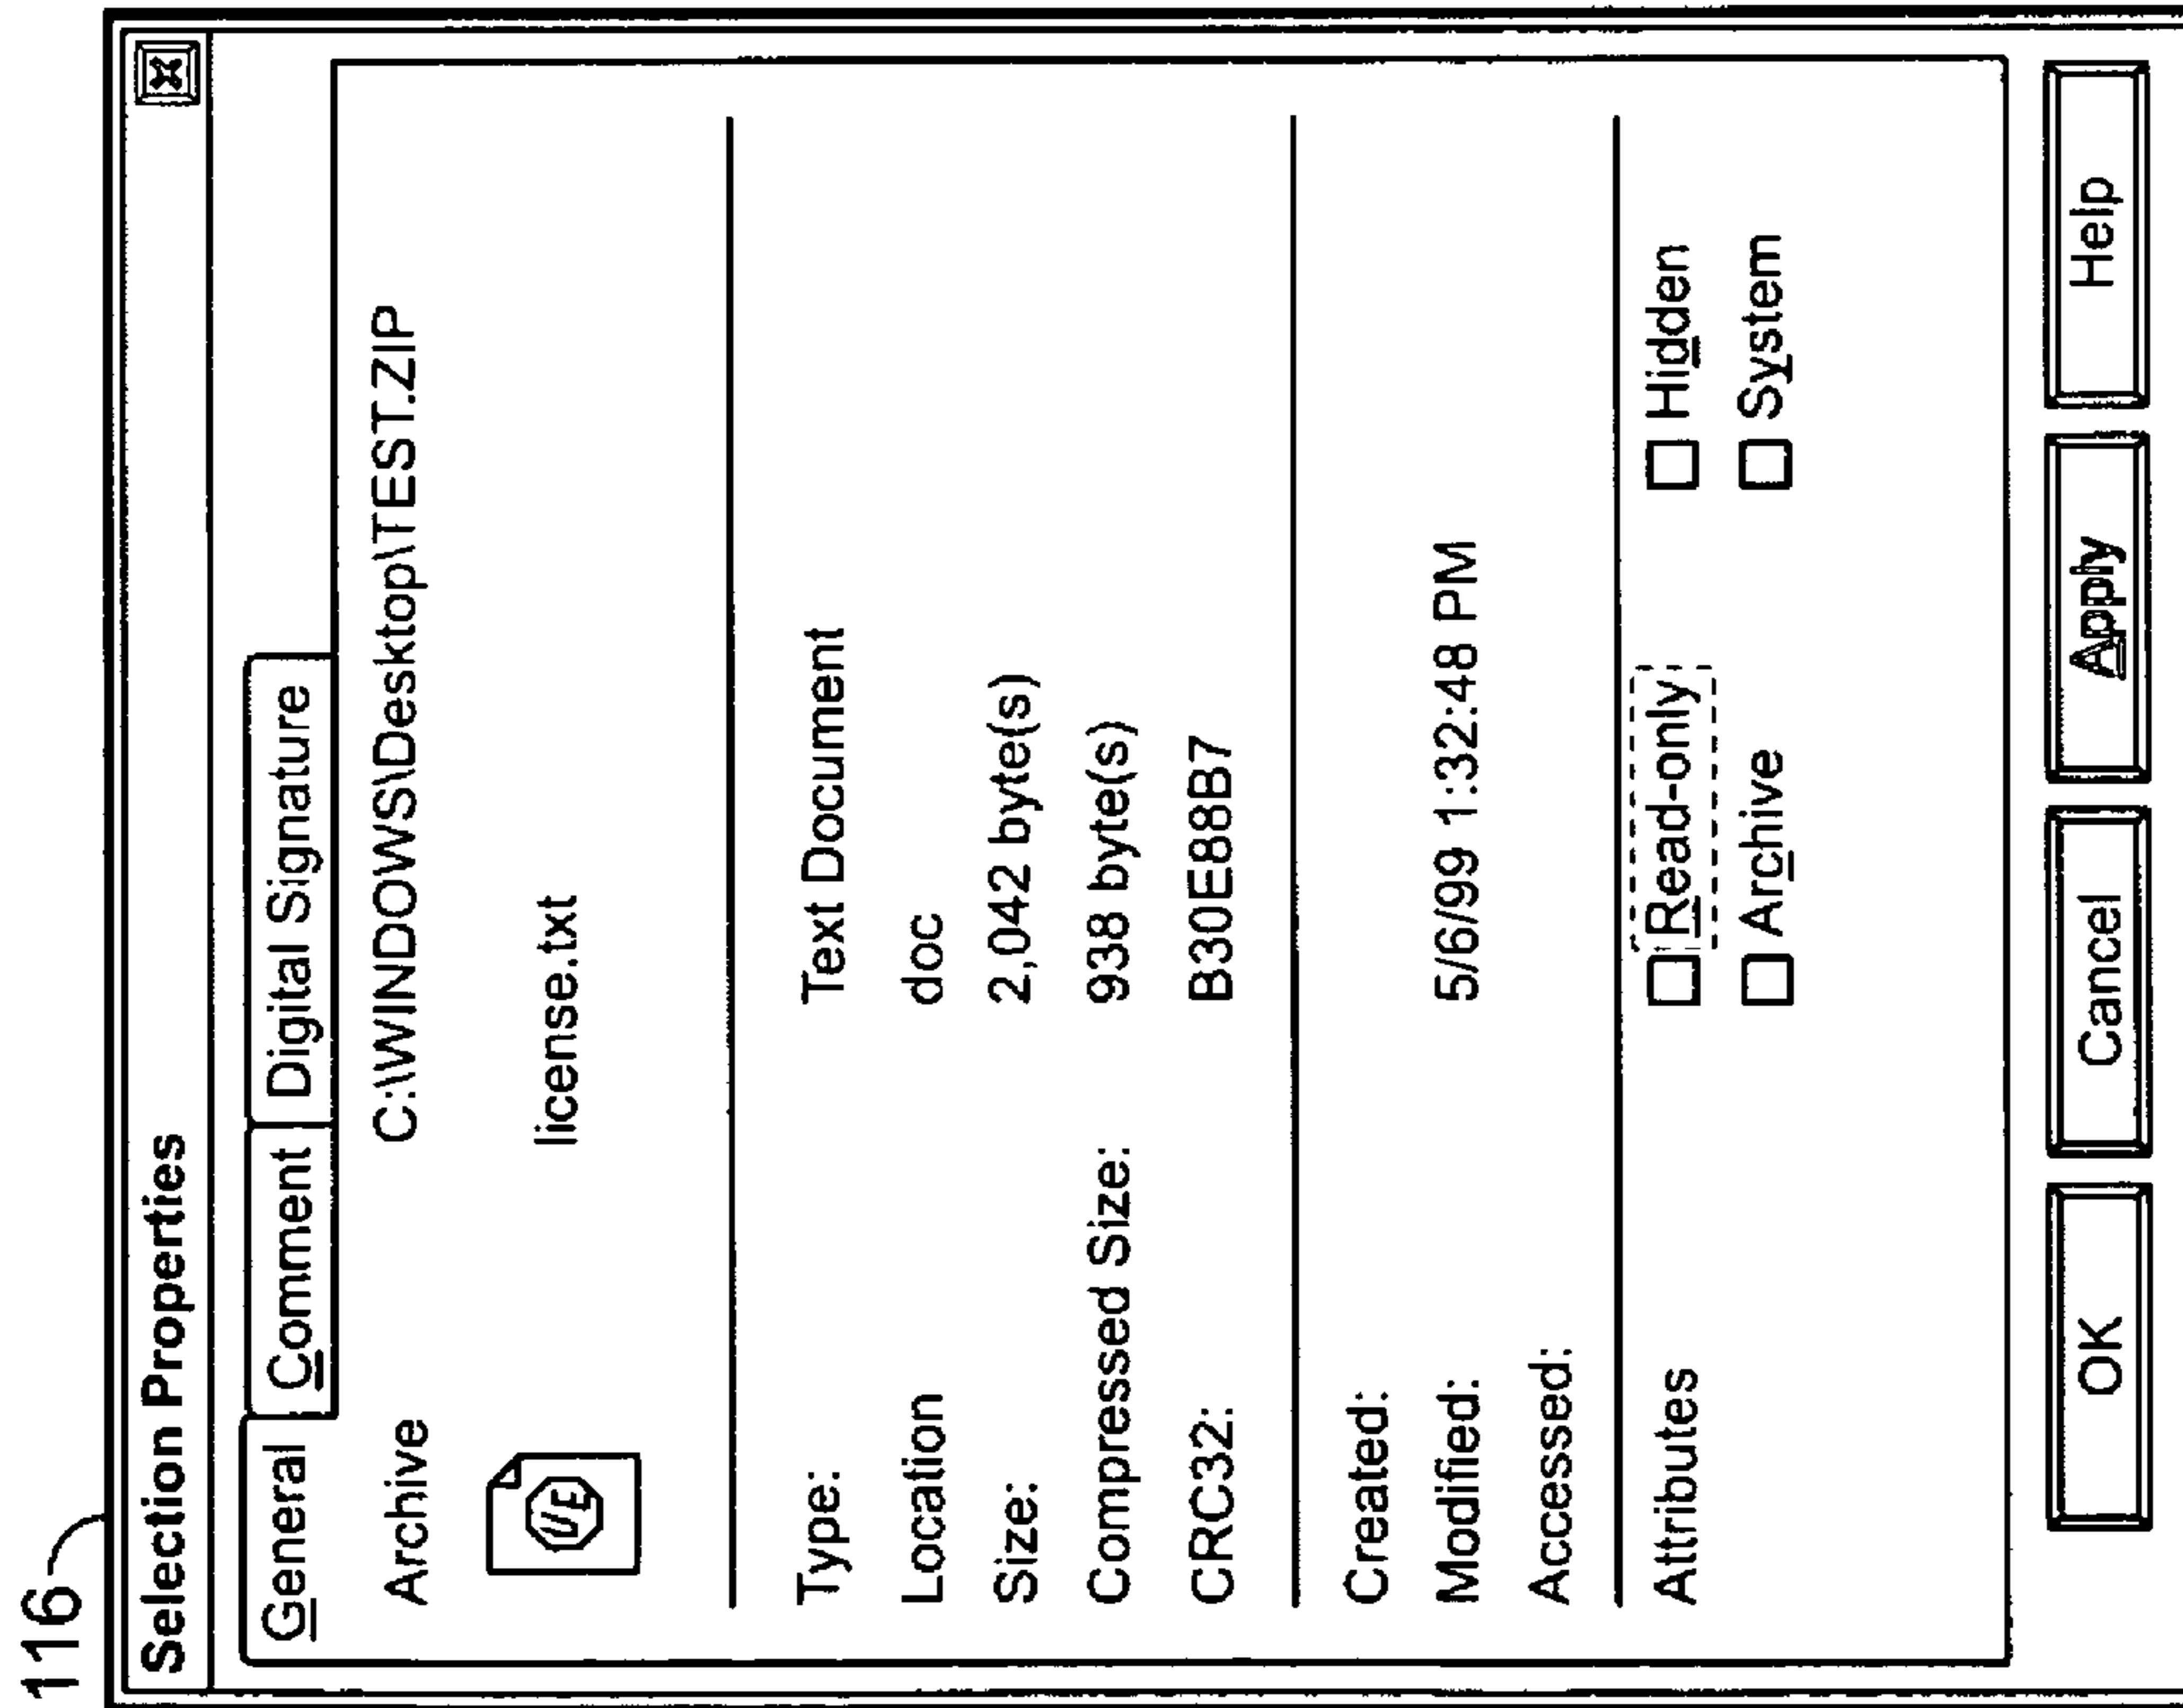 116
Selection Properties
General Comment Digital Signature
Archive C:\WINDOWS\Desktop\TEST.ZIP
UE license.txt
Type: Text Document
Location doc
Size: 2,042 byte(s)
Compressed Size: 938 byte(s)
CRC32: B30E88B7
Created:
Modified: 5/6/99 1:32:48 PM
Accessed:
Attributes Read-only Hidden
Archive System
OK Cancel Apply Help